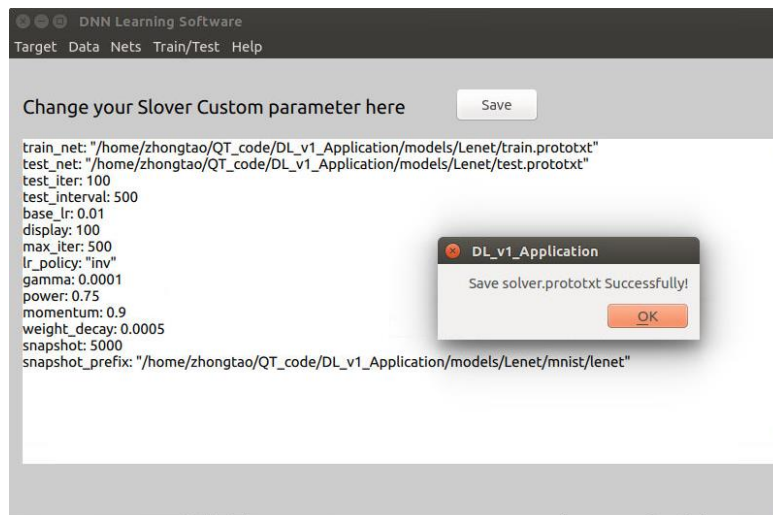 DNN Learning Software
Target Data Nets Train/Test Help
Change your Slover Custom parameter here
Save
train_net: "/home/zhongtao/QT_code/DL_v1_Application/models/Lenet/train.prototxt"
test_net: "/home/zhongtao/QT_code/DL_v1_Application/models/Lenet/test.prototxt"
test_iter: 100
test_interval: 500
base_lr: 0.01
display: 100
max_iter: 500
lr_policy: "inv"
gamma: 0.0001
power: 0.75
momentum: 0.9
weight_decay: 0.0005
snapshot: 5000
snapshot_prefix: "/home/zhongtao/QT_code/DL_v1_Application/models/Lenet/mnist/lenet"
DL_v1_Application
Save solver.prototxt Successfully!
OK